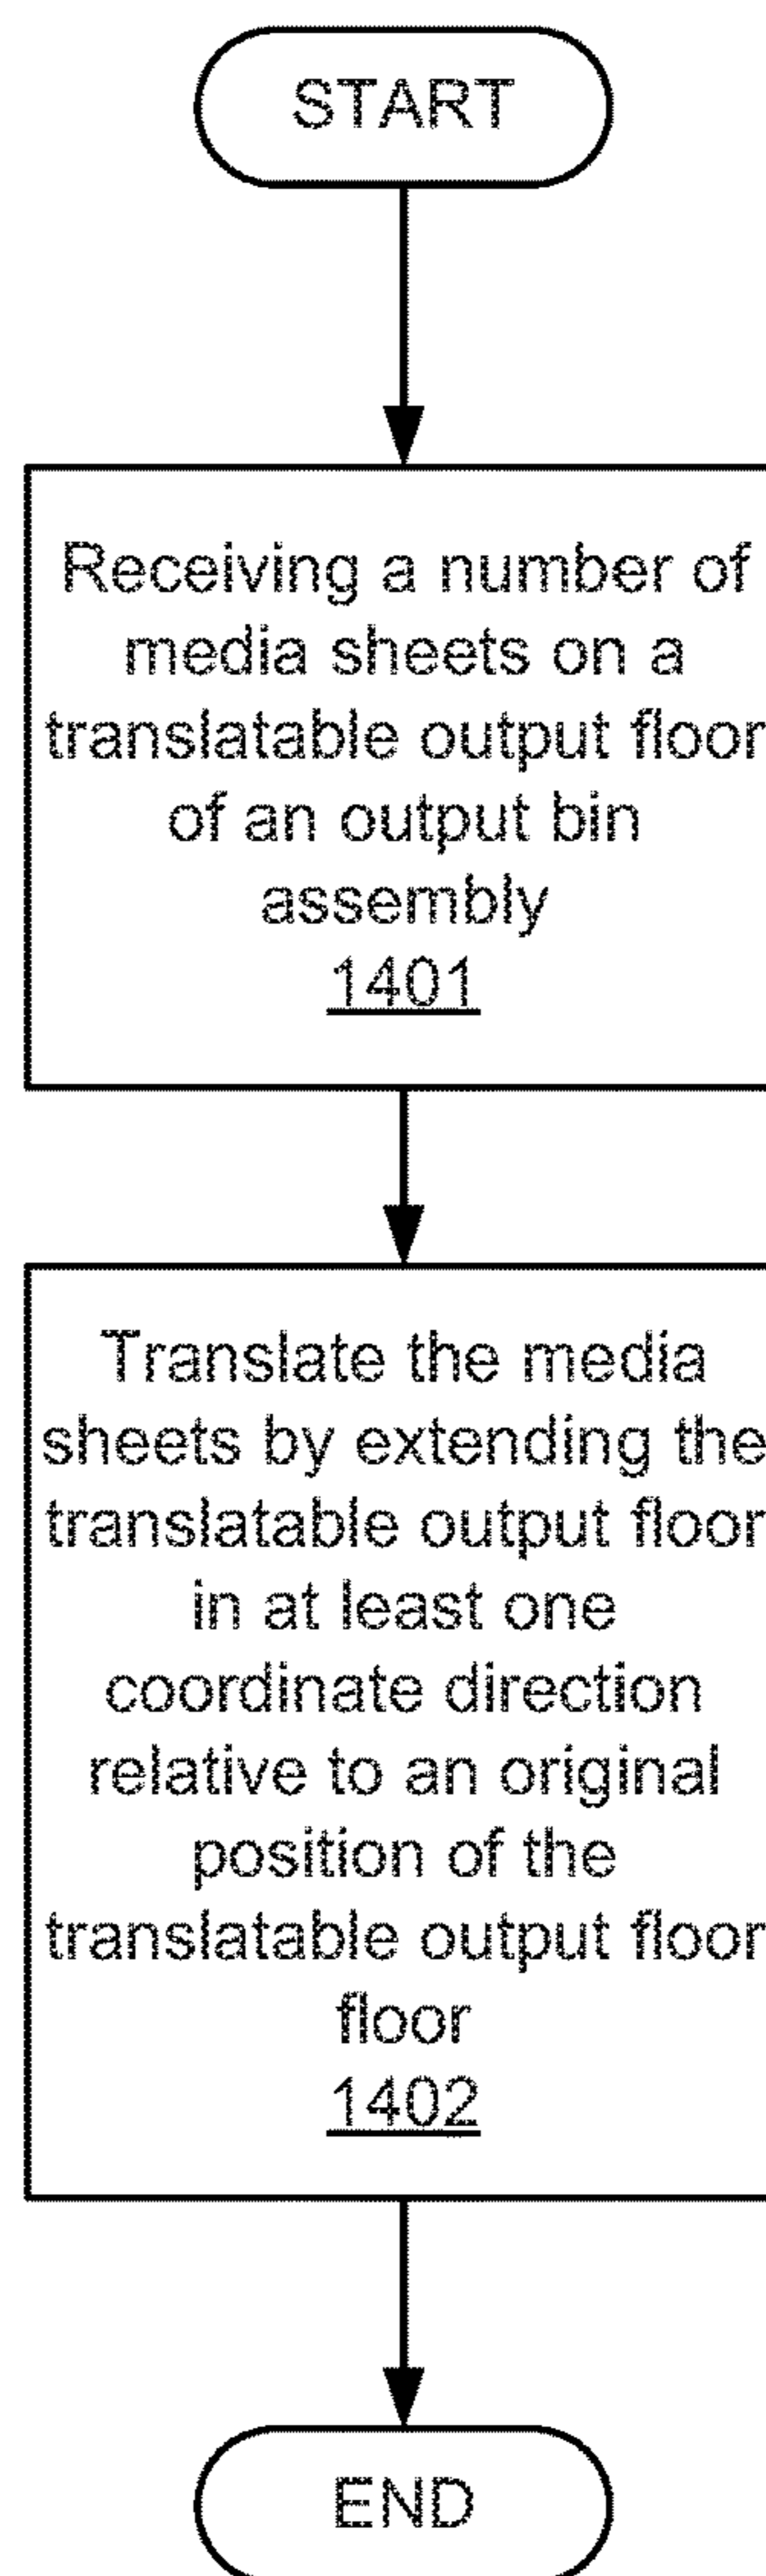 START
Receiving a number of
media sheets on a
translatable output floor
of an output bin
assembly
1401
Translate the media
sheets by extending the
translatable output floor
in at least one
coordinate direction
relative to an original
position of the
translatable output floor
floor
1402
END